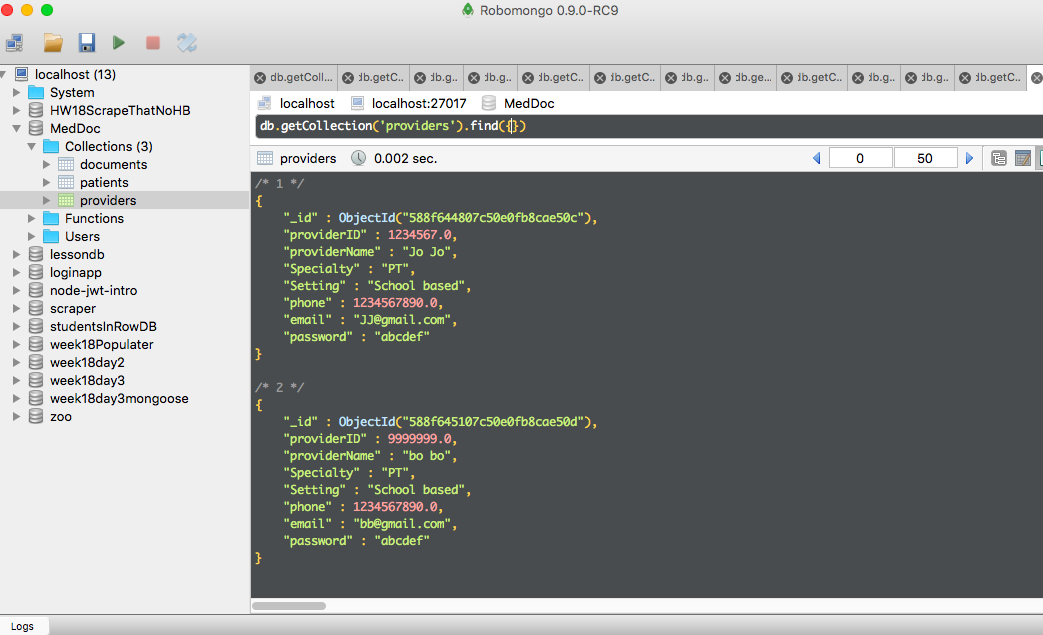 Robomongo 0.9.0-RC9
localhost (13)
System
HW18ScrapeThatNoHB
MedDoc
Collections (3)
documents
patients
providers
Functions
Users
lessondb
loginapp
node-jwt-intro
scraper
studentsInRowDB
week18Populater
week18day2
week18day3
week18day3mongoose
zoo
db.getColl... db.getC.. db.g.. db.g.. db.getC.. db.getC.. db.g.. db.ge... db.getC.. db.g.. db.g.. db.getC..
localhost localhost:27017 MedDoc
db.getCollection('providers').find({})
providers 0.002 sec. 0 50
/* 1 */
{
"_id" : ObjectId("588f644807c50e0fb8cae50c"),
"providerID" : 1234567.0,
"providerName" : "Jo Jo",
"Specialty" : "PT",
"Setting" : "School based",
"phone" : 1234567890.0,
"email" : "JJ@gmail.com",
"password" : "abcdef"
}
/* 2 */
{
"_id" : ObjectId("588f645107c50e0fb8cae50d"),
"providerID" : 9999999.0,
"providerName" : "bo bo",
"Specialty" : "PT",
"Setting" : "School based",
"phone" : 1234567890.0,
"email" : "bb@gmail.com",
"password" : "abcdef"
}
Logs